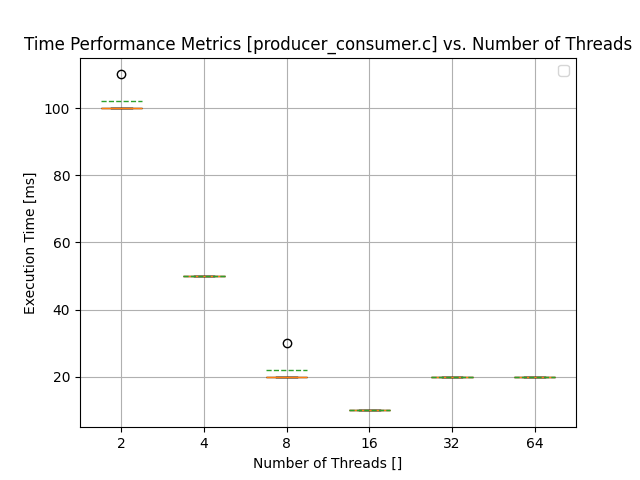 Time Performance Metrics [producer_consumer.c] vs. Number of Threads
Execution Time [ms]
100
80
60
40
20
2 4 8 16 32 64
Number of Threads []